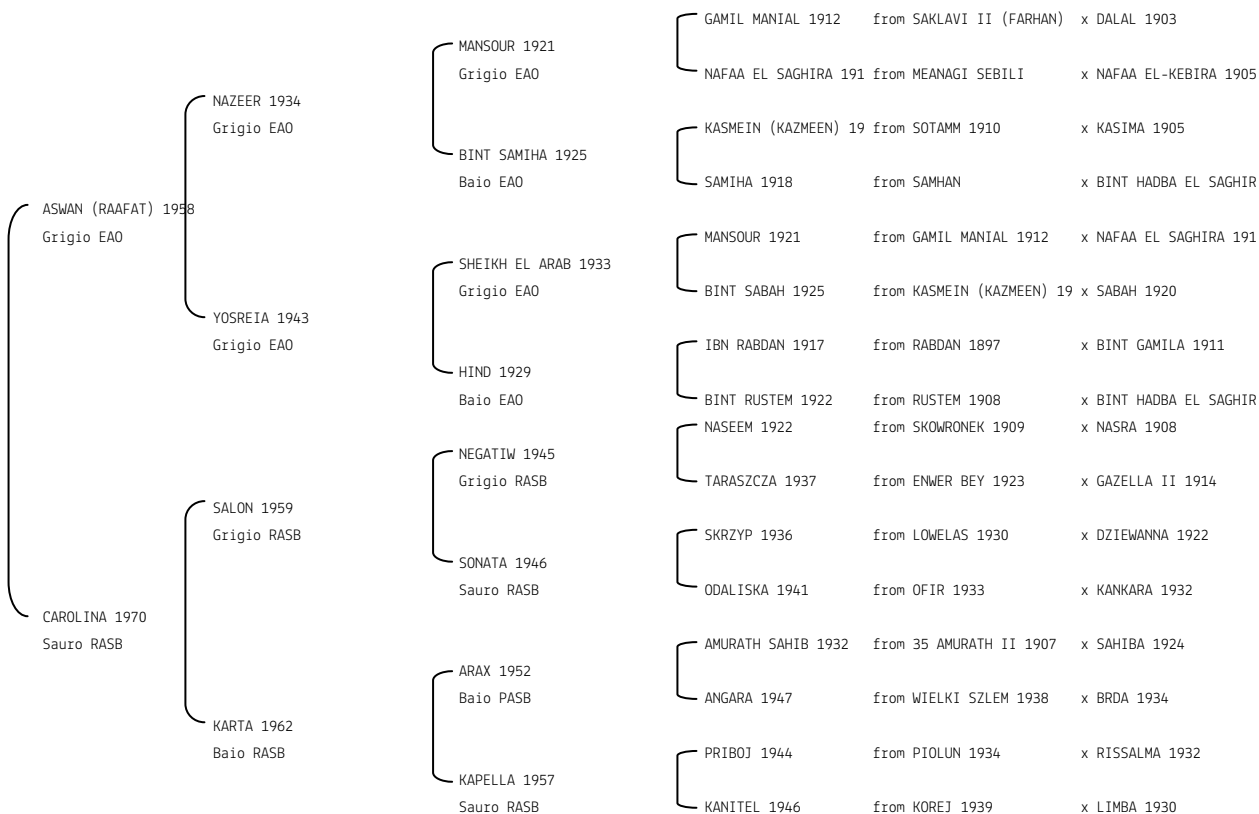 GAMIL MANIAL 1912 from SAKLAVI II (FARHAN) x DALAL 1903
MANSOUR 1921
Grigio EAO
NAFAA EL SAGHIRA 191 from MEANAGI SEBILI x NAFAA EL-KEBIRA 1905
NAZEER 1934
Grigio EAO
KASMEIN (KAZMEEN) 19 from SOTAMM 1910 x KASIMA 1905
BINT SAMIHA 1925
Baio EAO
SAMIHA 1918 from SAMHAN x BINT HADBA EL SAGHIR
ASWAN (RAAFAT) 1958
Grigio EAO
MANSOUR 1921 from GAMIL MANIAL 1912 x NAFAA EL SAGHIRA 191
SHEIKH EL ARAB 1933
Grigio EAO
BINT SABAH 1925 from KASMEIN (KAZMEEN) 19 x SABAH 1920
YOSREIA 1943
Grigio EAO
IBN RABDAN 1917 from RABDAN 1897 x BINT GAMILA 1911
HIND 1929
Baio EAO
BINT RUSTEM 1922 from RUSTEM 1908 x BINT HADBA EL SAGHIR
NASEEM 1922 from SKOWRONEK 1909 x NASRA 1908
NEGATIW 1945
Grigio RASB
TARASZCZA 1937 from ENWER BEY 1923 x GAZELLA II 1914
SALON 1959
Grigio RASB
SKRZYP 1936 from LOWELAS 1930 x DZIEWANNA 1922
SONATA 1946
Sauro RASB
ODALISKA 1941 from OFIR 1933 x KANKARA 1932
CAROLINA 1970
Sauro RASB
AMURATH SAHIB 1932 from 35 AMURATH II 1907 x SAHIBA 1924
ARAX 1952
Baio PASB
ANGARA 1947 from WIELKI SZLEM 1938 x BRDA 1934
KARTA 1962
Baio RASB
PRIBOJ 1944 from PIOLUN 1934 x RISSALMA 1932
KAPELLA 1957
Sauro RASB
KANITEL 1946 from KOREJ 1939 x LIMBA 1930